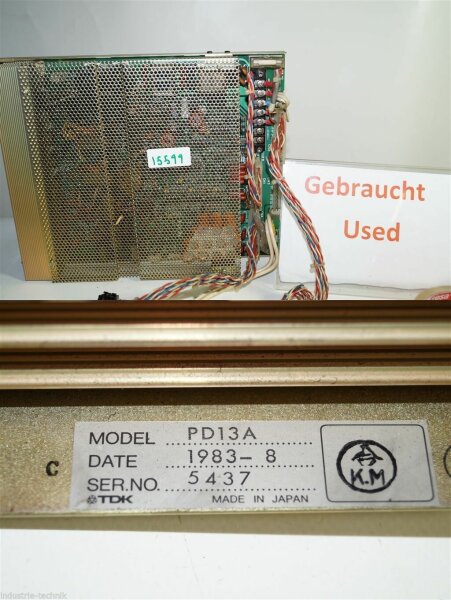 15599
Gebraucht
Used
MODEL PD13A
DATE 1983-8
SER.NO. 5437
TDK MADE IN JAPAN
K.M
C
industrie-technik